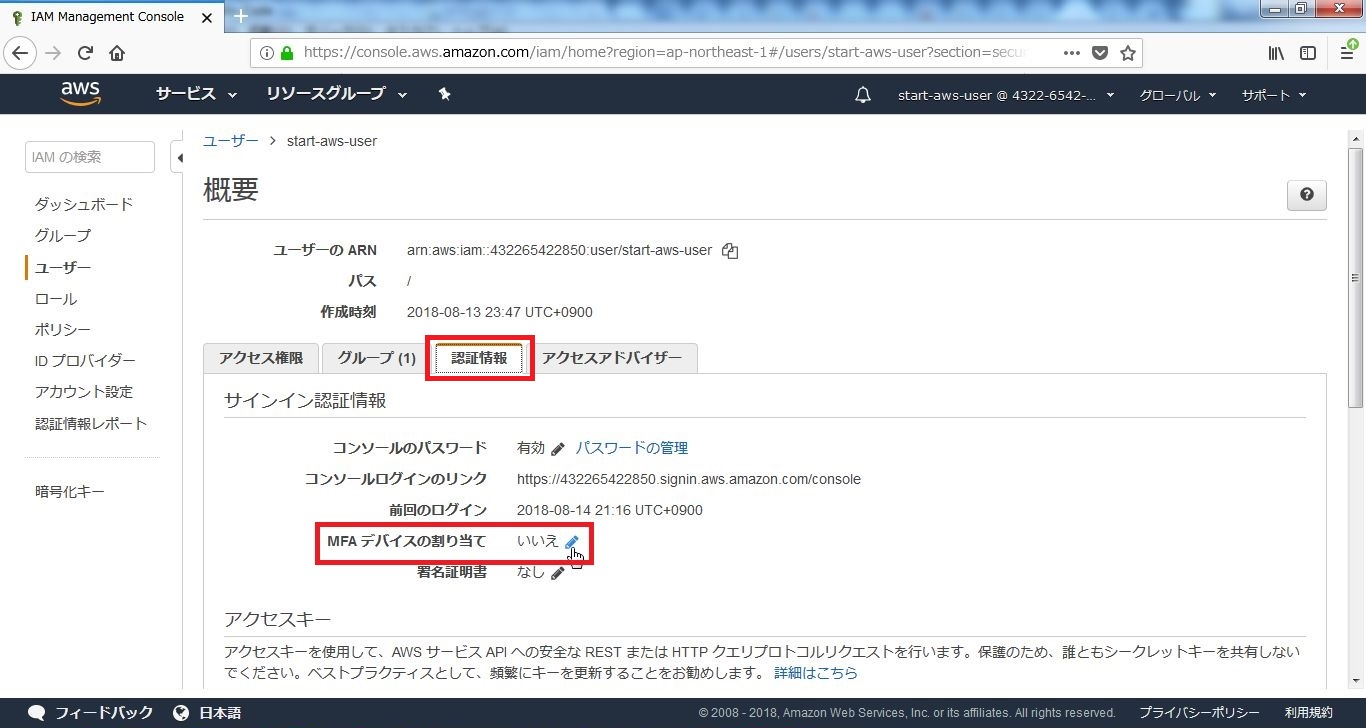 IAM Management Console
https://console.aws.amazon.com/iam/home?region=ap-northeast-1#/users/start-aws-user?section=secu
aws サービス リソースグループ start-aws-user @ 4322-6542-... グローバル サポート
IAM の検索
ダッシュボード
グループ
ユーザー
ロール
ポリシー
ID プロバイダー
アカウント設定
認証情報レポート
暗号化キー
ユーザー > start-aws-user
概要
ユーザーの ARN arn:aws:iam::432265422850:user/start-aws-user
パス /
作成時刻 2018-08-13 23:47 UTC+0900
アクセス権限 グループ (1) 認証情報 アクセスアドバイザー
サインイン認証情報
コンソールのパスワード 有効 パスワードの管理
コンソールログインのリンク https://432265422850.signin.aws.amazon.com/console
前回のログイン 2018-08-14 21:16 UTC+0900
MFA デバイスの割り当て いいえ
署名証明書 なし
アクセスキー
アクセスキーを使用して、AWS サービス API への安全な REST または HTTP クエリプロトコルリクエストを行います。保護のため、誰ともシークレットキーを共有しない
でください。ベストプラクティスとして、頻繁にキーを更新することをお勧めします。 詳細はこちら
フィードバック 日本語 © 2008 - 2018, Amazon Web Services, Inc. or its affiliates. All rights reserved. プライバシーポリシー 利用規約